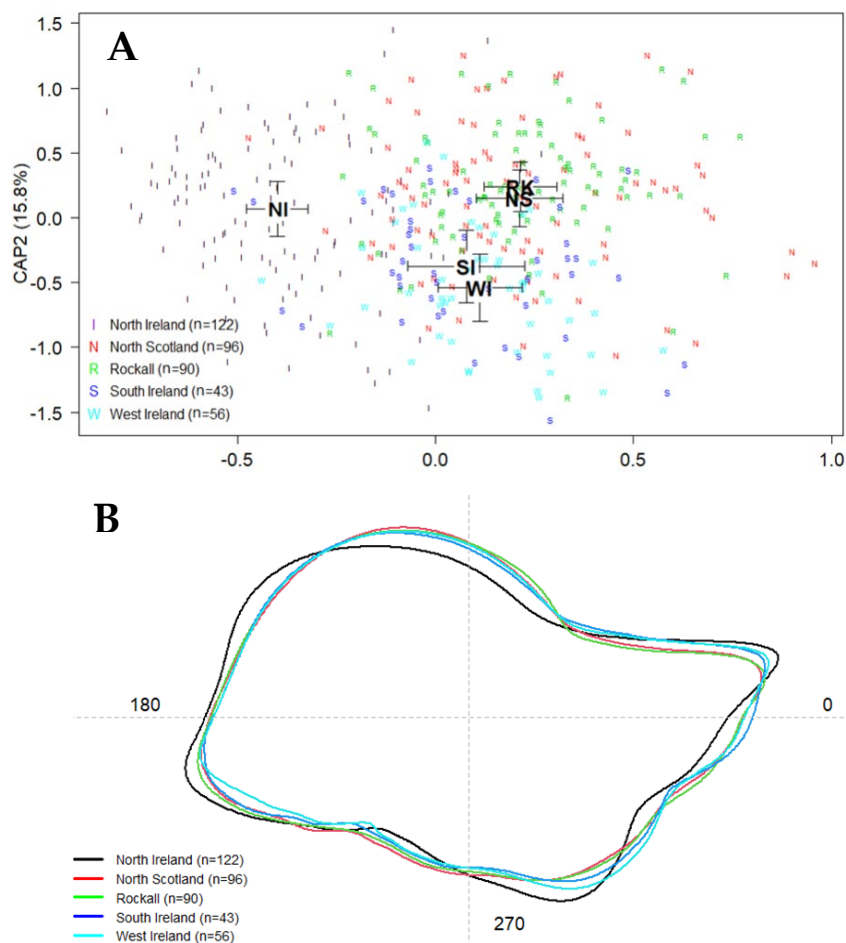 A
1.5
1.0
0.5
0.0
-0.5
-1.0
-1.5
CAP2 (15.8%)
RK
NS
NI
SI
WI
I North Ireland (n=122)
N North Scotland (n=96)
R Rockall (n=90)
S South Ireland (n=43)
W West Ireland (n=56)
-0.5 0.0 0.5 1.0
B
180 0
North Ireland (n=122)
North Scotland (n=96)
Rockall (n=90)
South Ireland (n=43)
West Ireland (n=56)
270